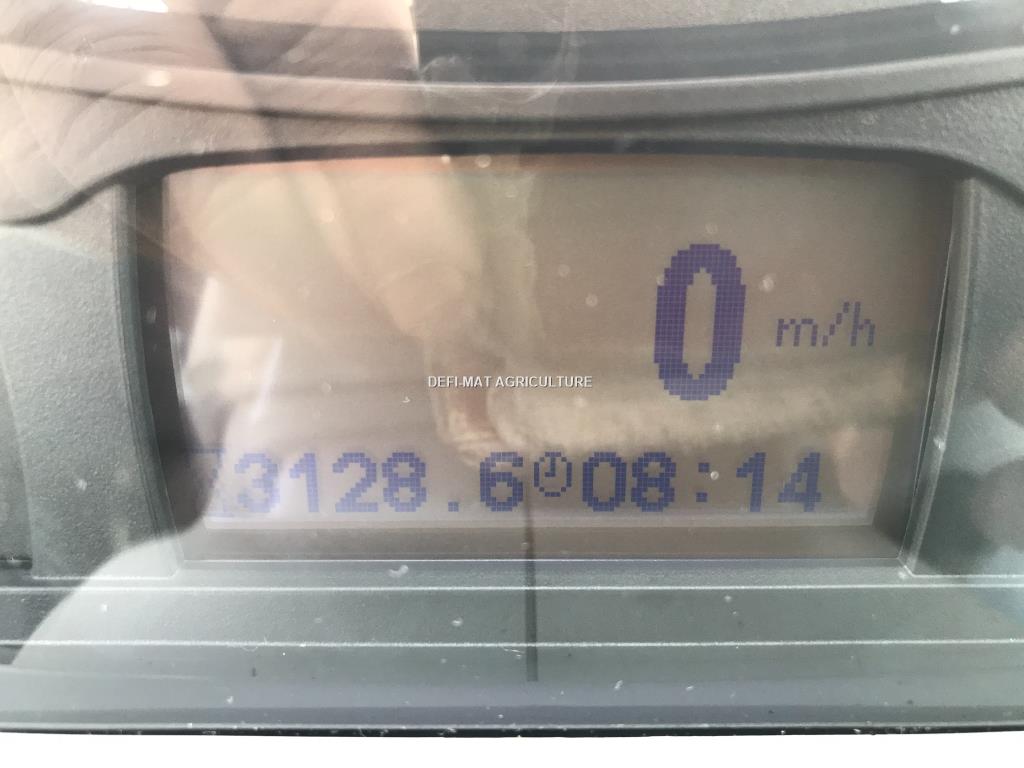 0 m/h
DEFI-MAT AGRICULTURE
3128.6 08:14